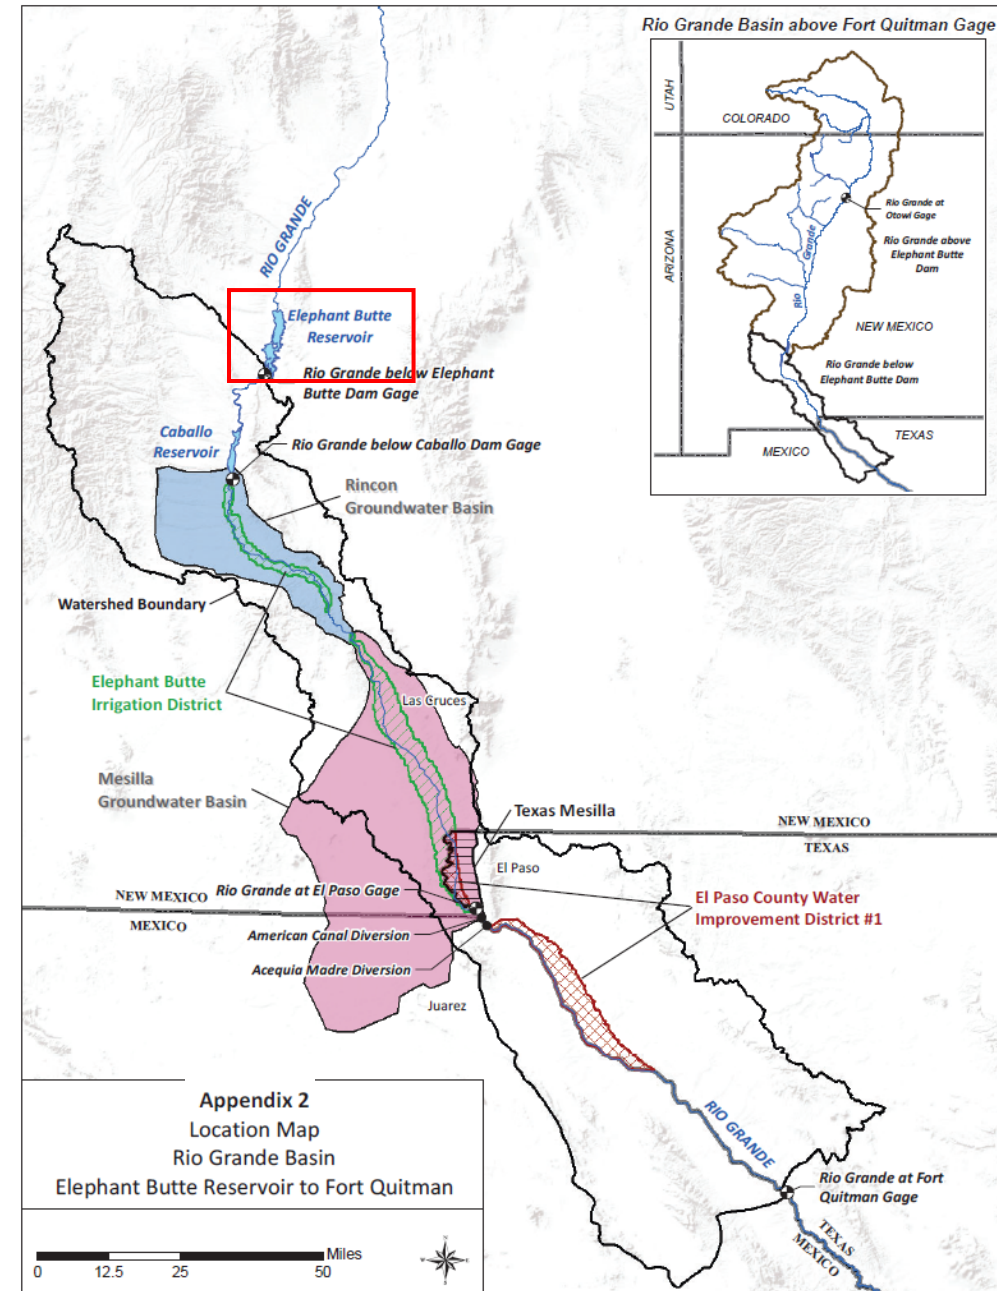 Rio Grande Basin above Fort Quitman Gage
UTAH
COLORADO
ARIZONA
Rio Grande at
Otowi Gage
Rio Grande above
Elephant Butte
Dam
Rio Grande
NEW MEXICO
Rio Grande below
Elephant Butte Dam
TEXAS
MEXICO
RIO GRANDE
Elephant Butte
Reservoir
Rio Grande below Elephant
Butte Dam Gage
Caballo
Reservoir
Rio Grande below Caballo Dam Gage
Rincon
Groundwater Basin
Watershed Boundary
Elephant Butte
Irrigation District
Las Cruces
Mesilla
Groundwater Basin
Texas Mesilla
NEW MEXICO
TEXAS
El Paso
Rio Grande at El Paso Gage
NEW MEXICO
MEXICO
El Paso County Water
Improvement District #1
American Canal Diversion
Acequia Madre Diversion
Juarez
RIO GRANDE
Rio Grande at Fort
Quitman Gage
TEXAS
MEXICO
Appendix 2
Location Map
Rio Grande Basin
Elephant Butte Reservoir to Fort Quitman
Miles
0 12.5 25 50
N
W E
S